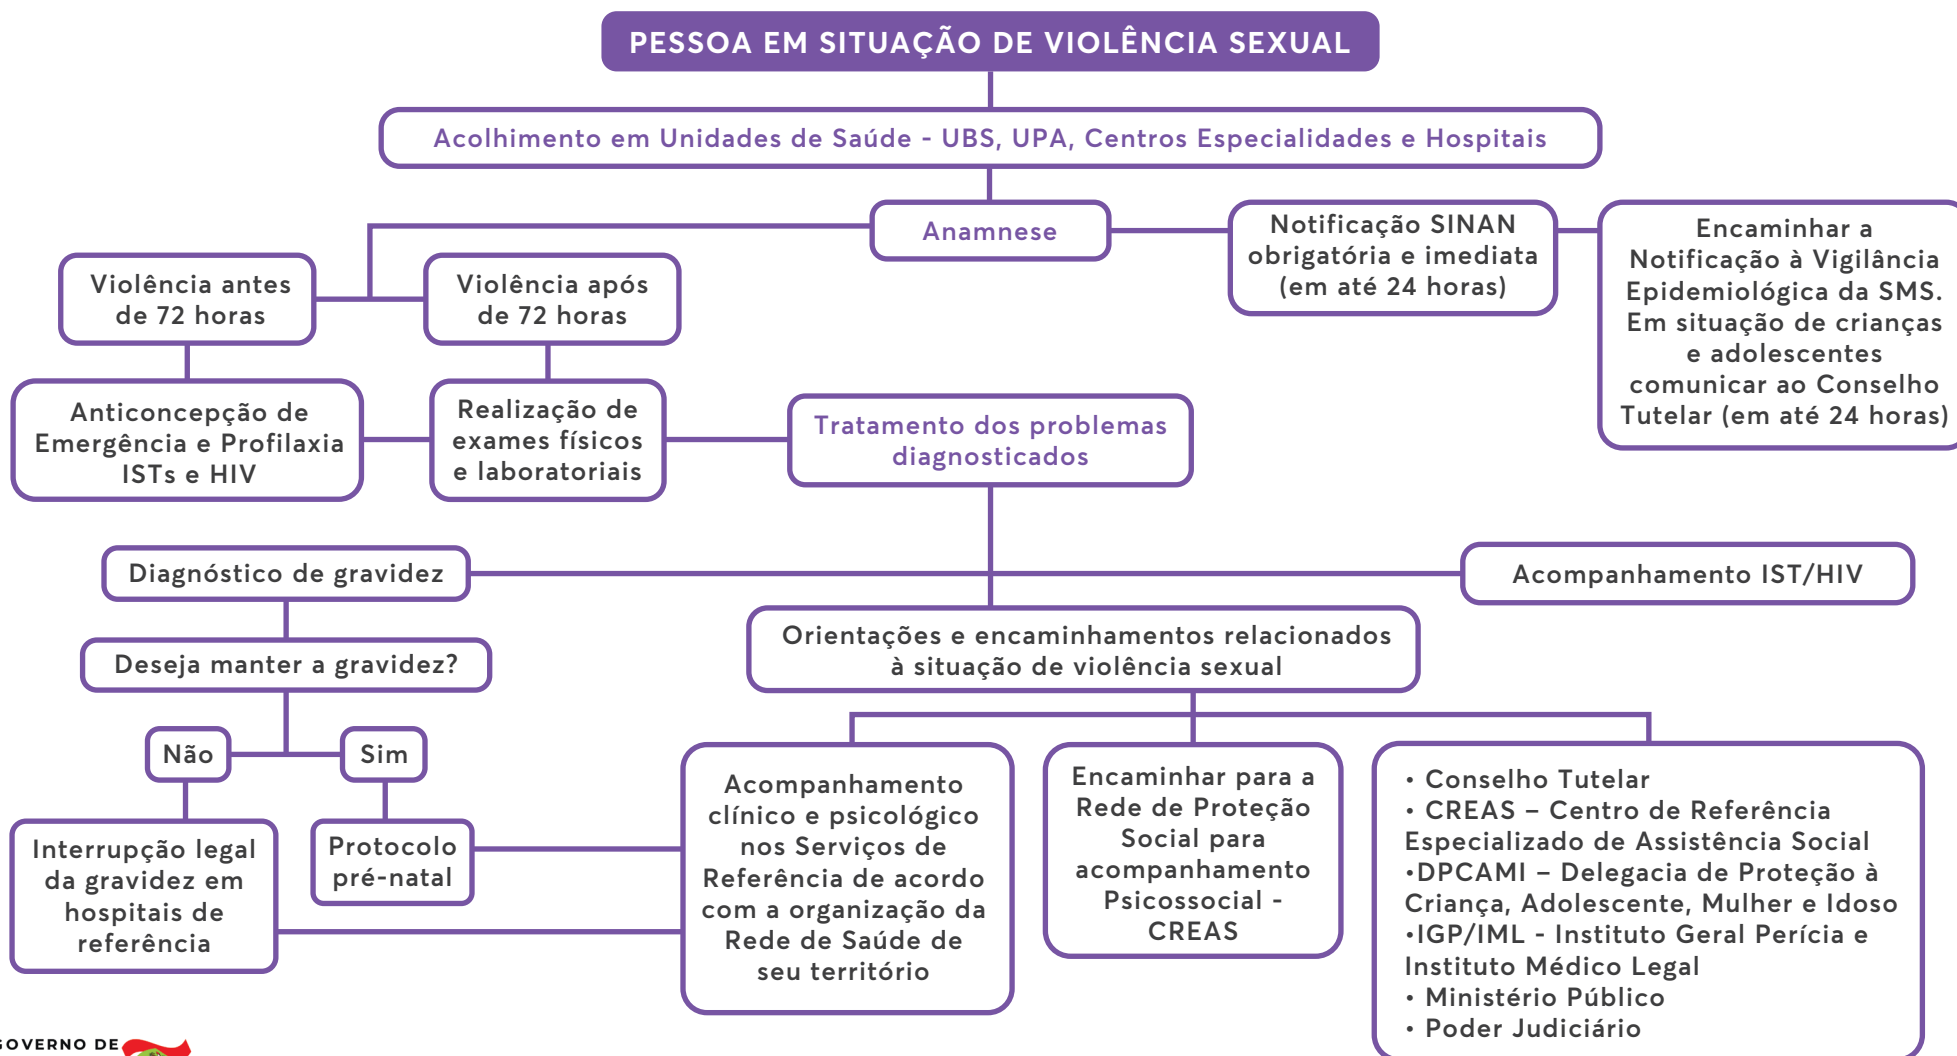 PESSOA EM SITUAÇÃO DE VIOLÊNCIA SEXUAL
Acolhimento em Unidades de Saúde - UBS, UPA, Centros Especialidades e Hospitais
Anamnese
Notificação SINAN
obrigatória e imediata
(em até 24 horas)
Encaminhar a
Notificação à Vigilância
Epidemiológica da SMS.
Em situação de crianças
e adolescentes
comunicar ao Conselho
Tutelar (em até 24 horas)
Violência antes
de 72 horas
Violência após
de 72 horas
Anticoncepção de
Emergência e Profilaxia
ISTs e HIV
Realização de
exames físicos
e laboratoriais
Tratamento dos problemas
diagnosticados
Diagnóstico de gravidez
Acompanhamento IST/HIV
Deseja manter a gravidez?
Orientações e encaminhamentos relacionados
à situação de violência sexual
Não
Sim
Interrupção legal
da gravidez em
hospitais de
referência
Protocolo
pré-natal
Acompanhamento
clínico e psicológico
nos Serviços de
Referência de acordo
com a organização da
Rede de Saúde de
seu território
Encaminhar para a
Rede de Proteção
Social para
acompanhamento
Psicossocial -
CREAS
• Conselho Tutelar
• CREAS – Centro de Referência
Especializado de Assistência Social
•DPCAMI – Delegacia de Proteção à
Criança, Adolescente, Mulher e Idoso
•IGP/IML - Instituto Geral Perícia e
Instituto Médico Legal
• Ministério Público
• Poder Judiciário
GOVERNO DE